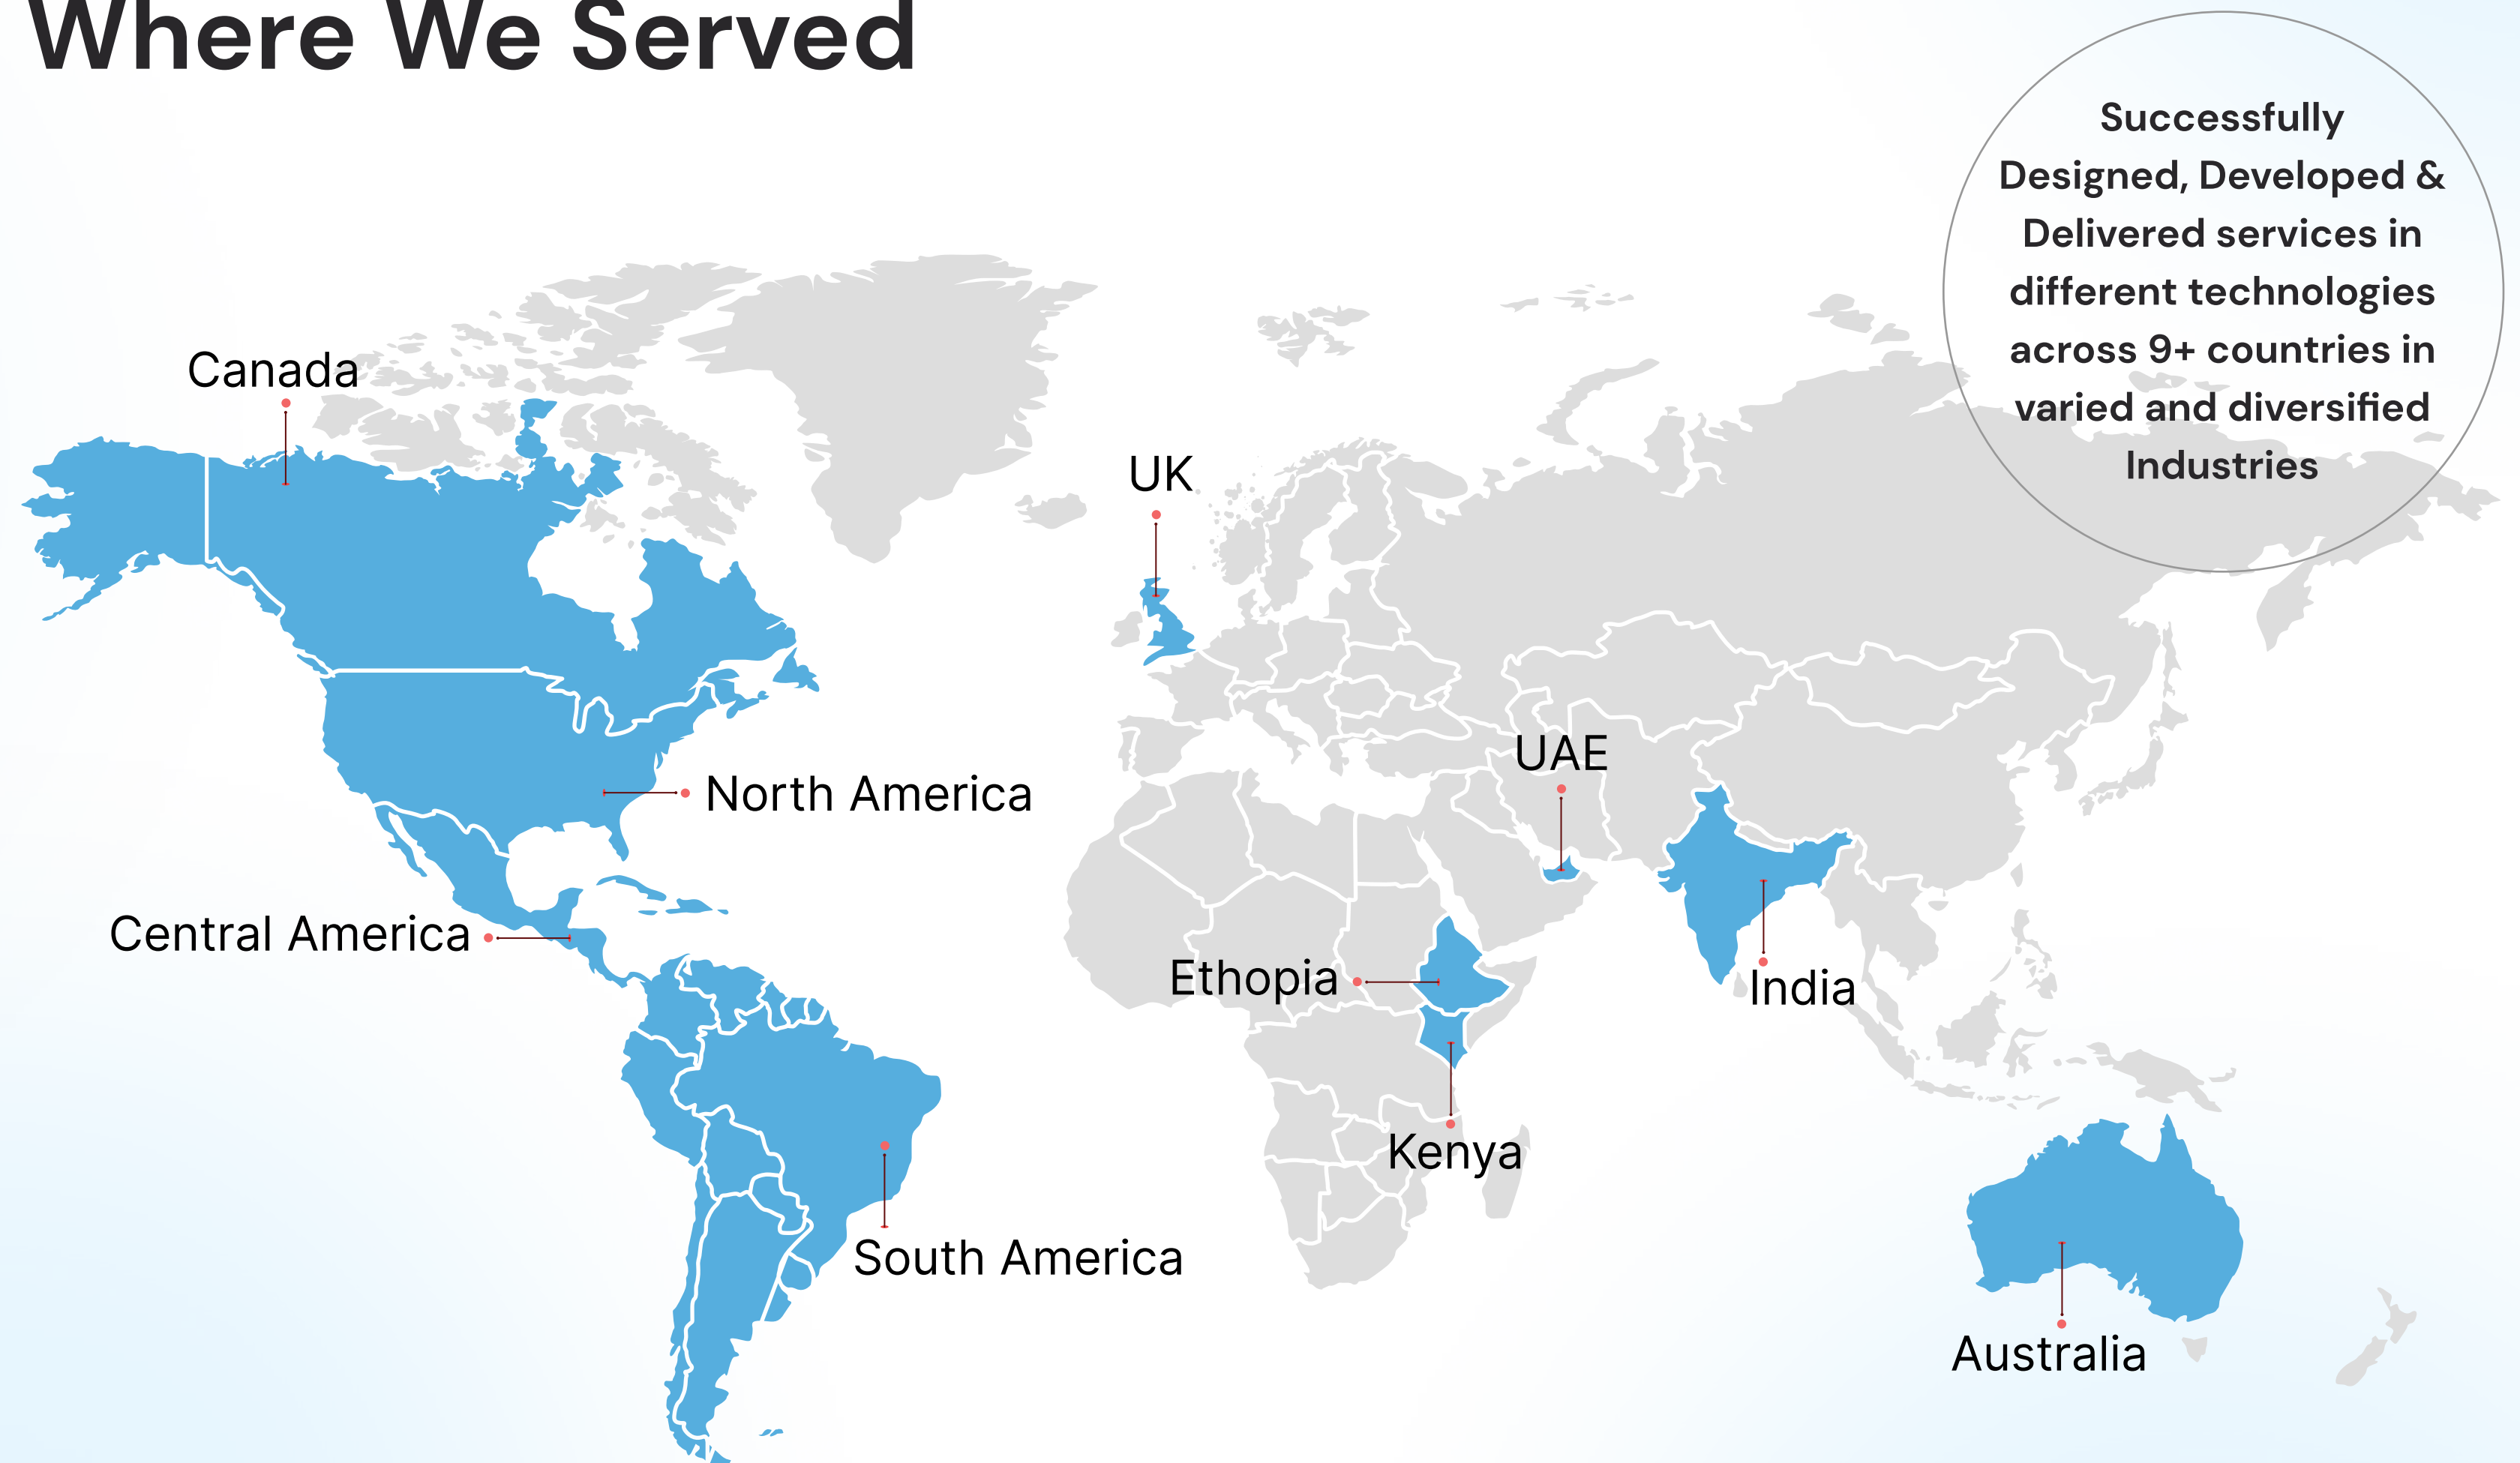 Where We Served
Successfully
Designed, Developed &
Delivered services in
different technologies
across 9+ countries in
varied and diversified
Industries
Canada
UK
UAE
North America
Central America
Ethopia
India
Kenya
South America
Australia